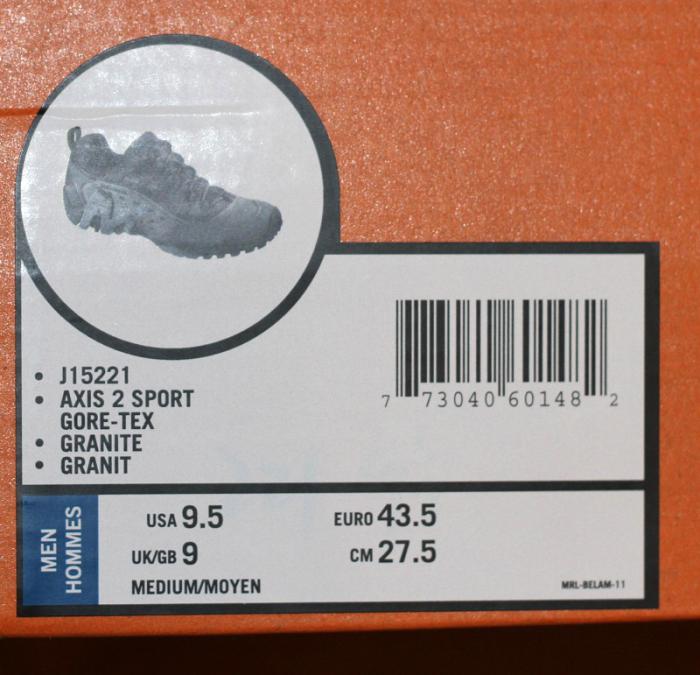 • J15221
• AXIS 2 SPORT
GORE-TEX
• GRANITE
• GRANIT
7 73040 60148 2
MEN
HOMMES
USA 9.5 EURO 43.5
UK/GB 9 CM 27.5
MEDIUM/MOYEN MRL-BELAM-11